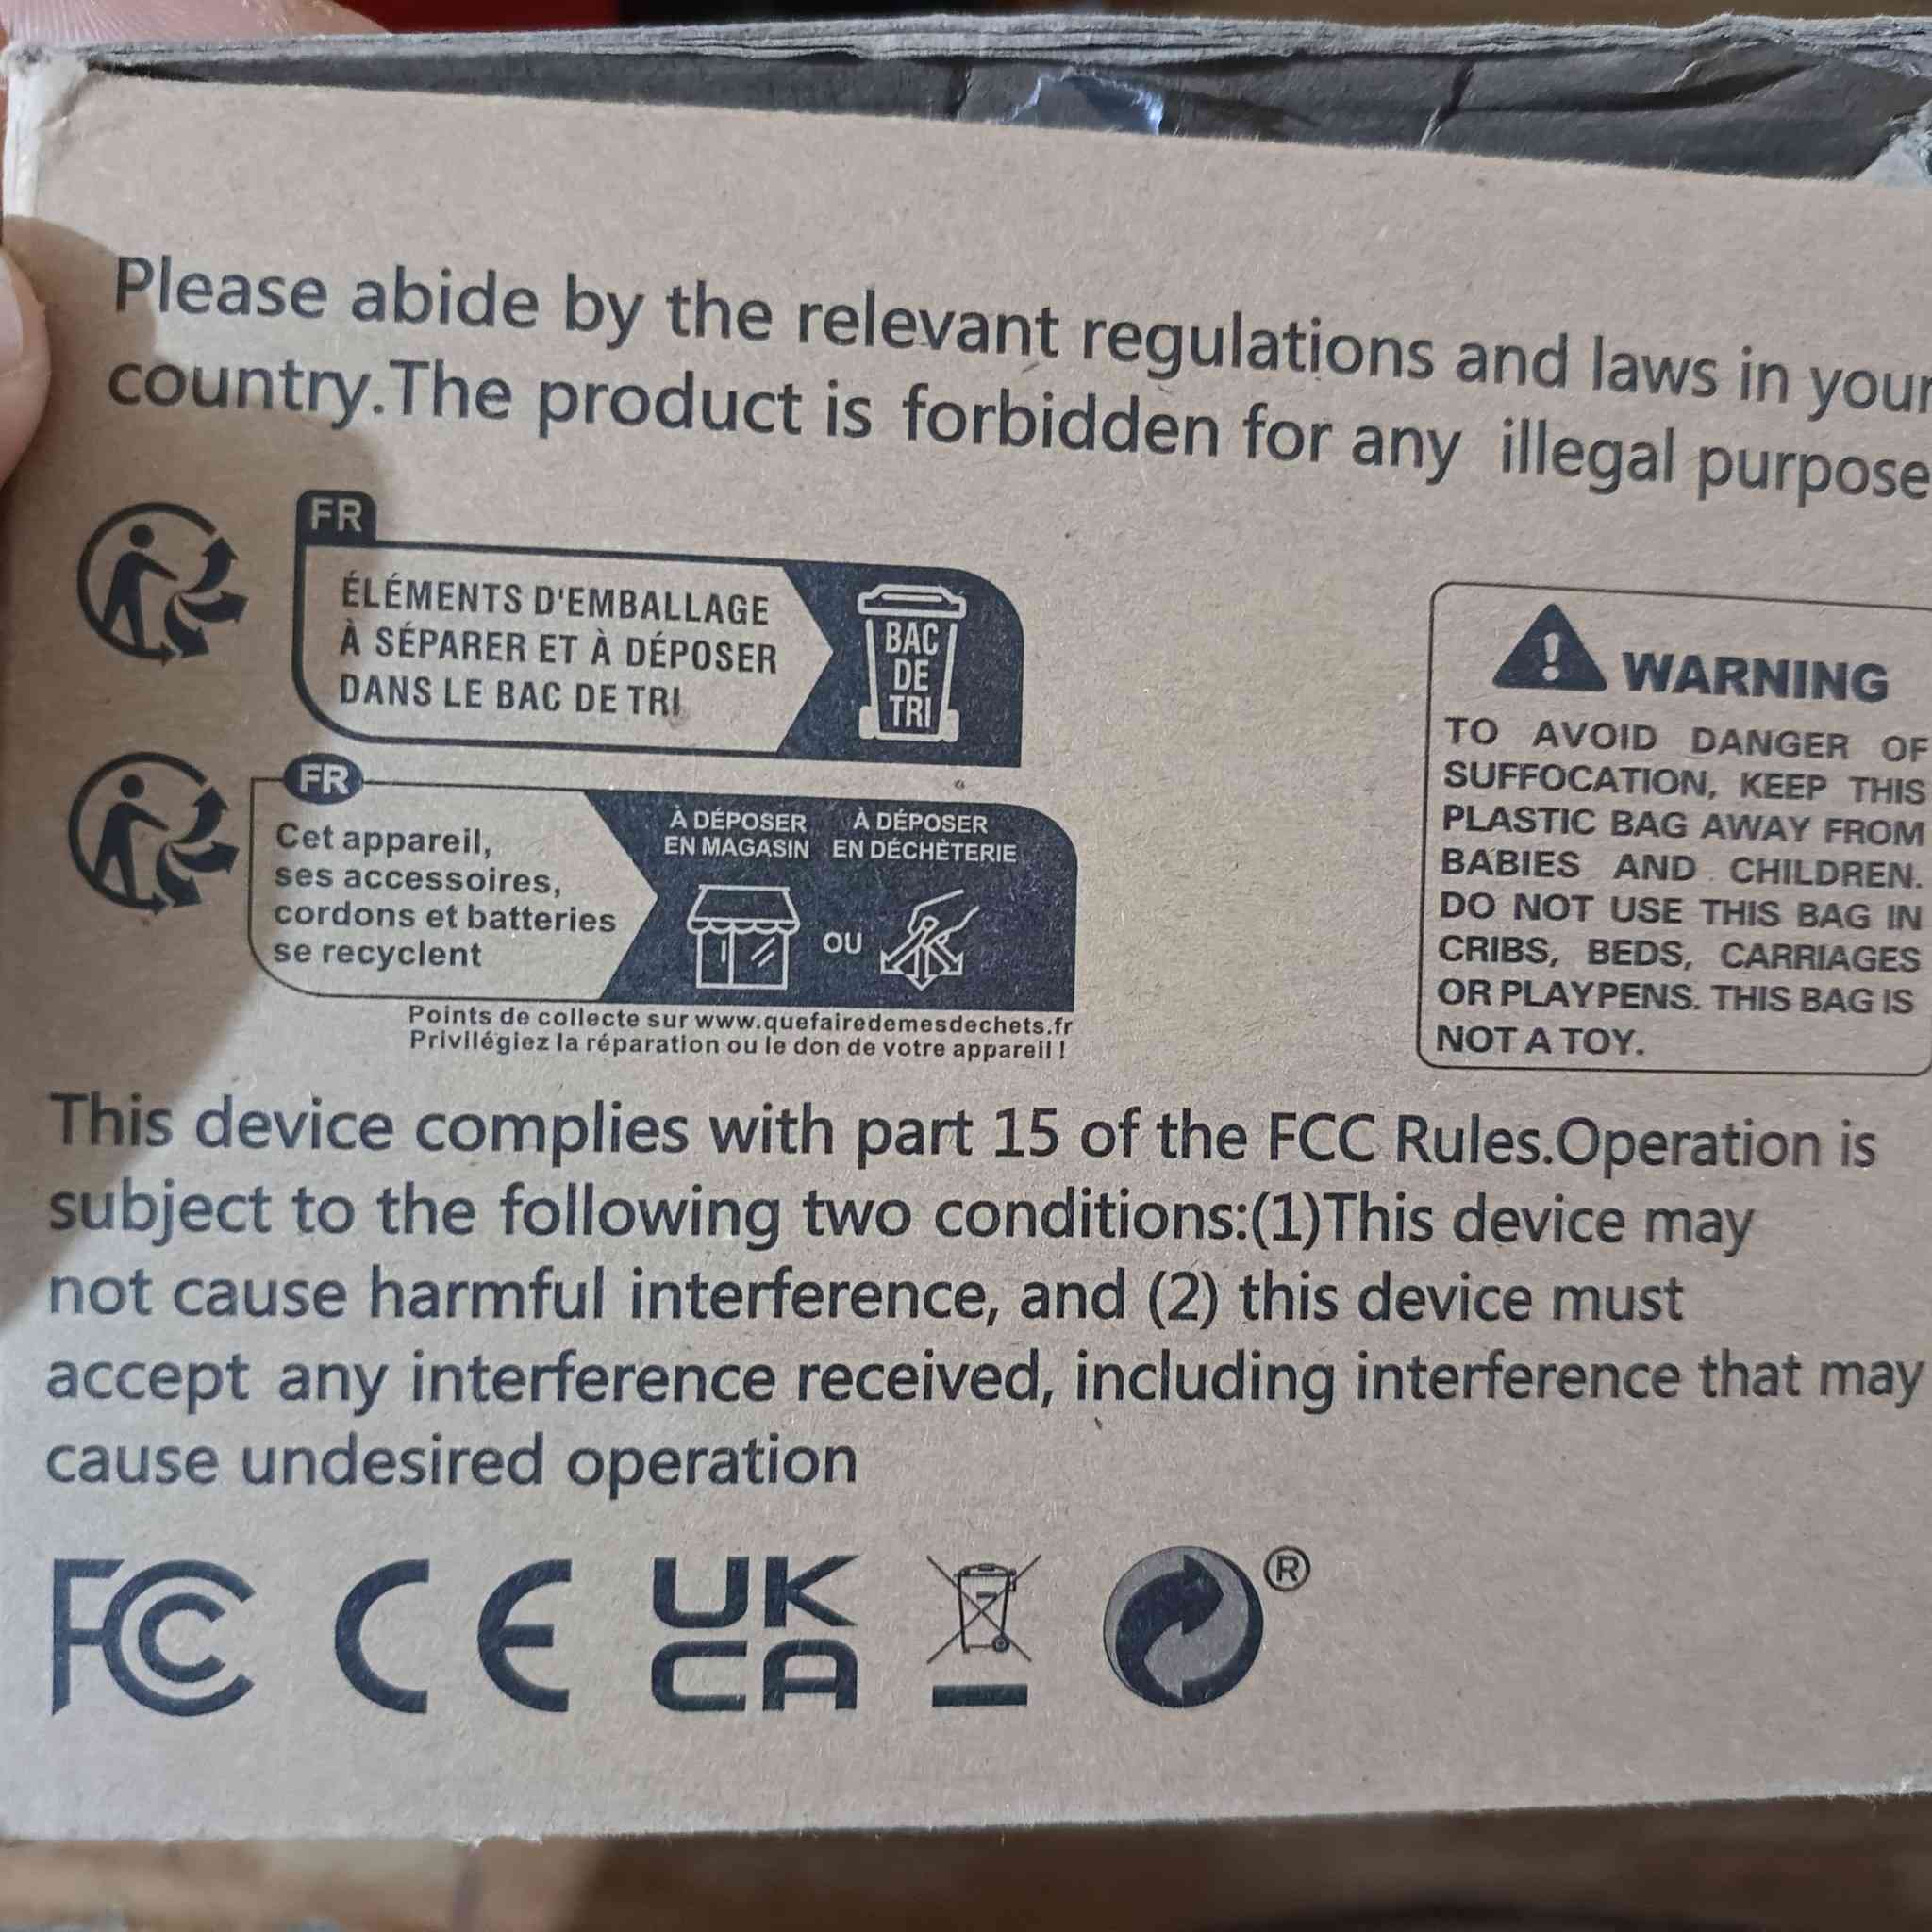 Please abide by the relevant regulations and laws in your
country.The product is forbidden for any illegal purpose
FR
ÉLÉMENTS D'EMBALLAGE
À SÉPARER ET À DÉPOSER
DANS LE BAC DE TRI
BAC
DE
TRI
FR
Cet appareil,
ses accessoires,
cordons et batteries
se recyclent
À DÉPOSER
EN MAGASIN
OU
À DÉPOSER
EN DÉCHÈTERIE
Points de collecte sur www.quefairedemesdechets.fr
Privilégiez la réparation ou le don de votre appareil !
WARNING
TO AVOID DANGER OF
SUFFOCATION, KEEP THIS
PLASTIC BAG AWAY FROM
BABIES AND CHILDREN.
DO NOT USE THIS BAG IN
CRIBS, BEDS, CARRIAGES
OR PLAYPENS. THIS BAG IS
NOT A TOY.
This device complies with part 15 of the FCC Rules.Operation is
subject to the following two conditions:(1)This device may
not cause harmful interference, and (2) this device must
accept any interference received, including interference that may
cause undesired operation
FCC CE UK
CA
®